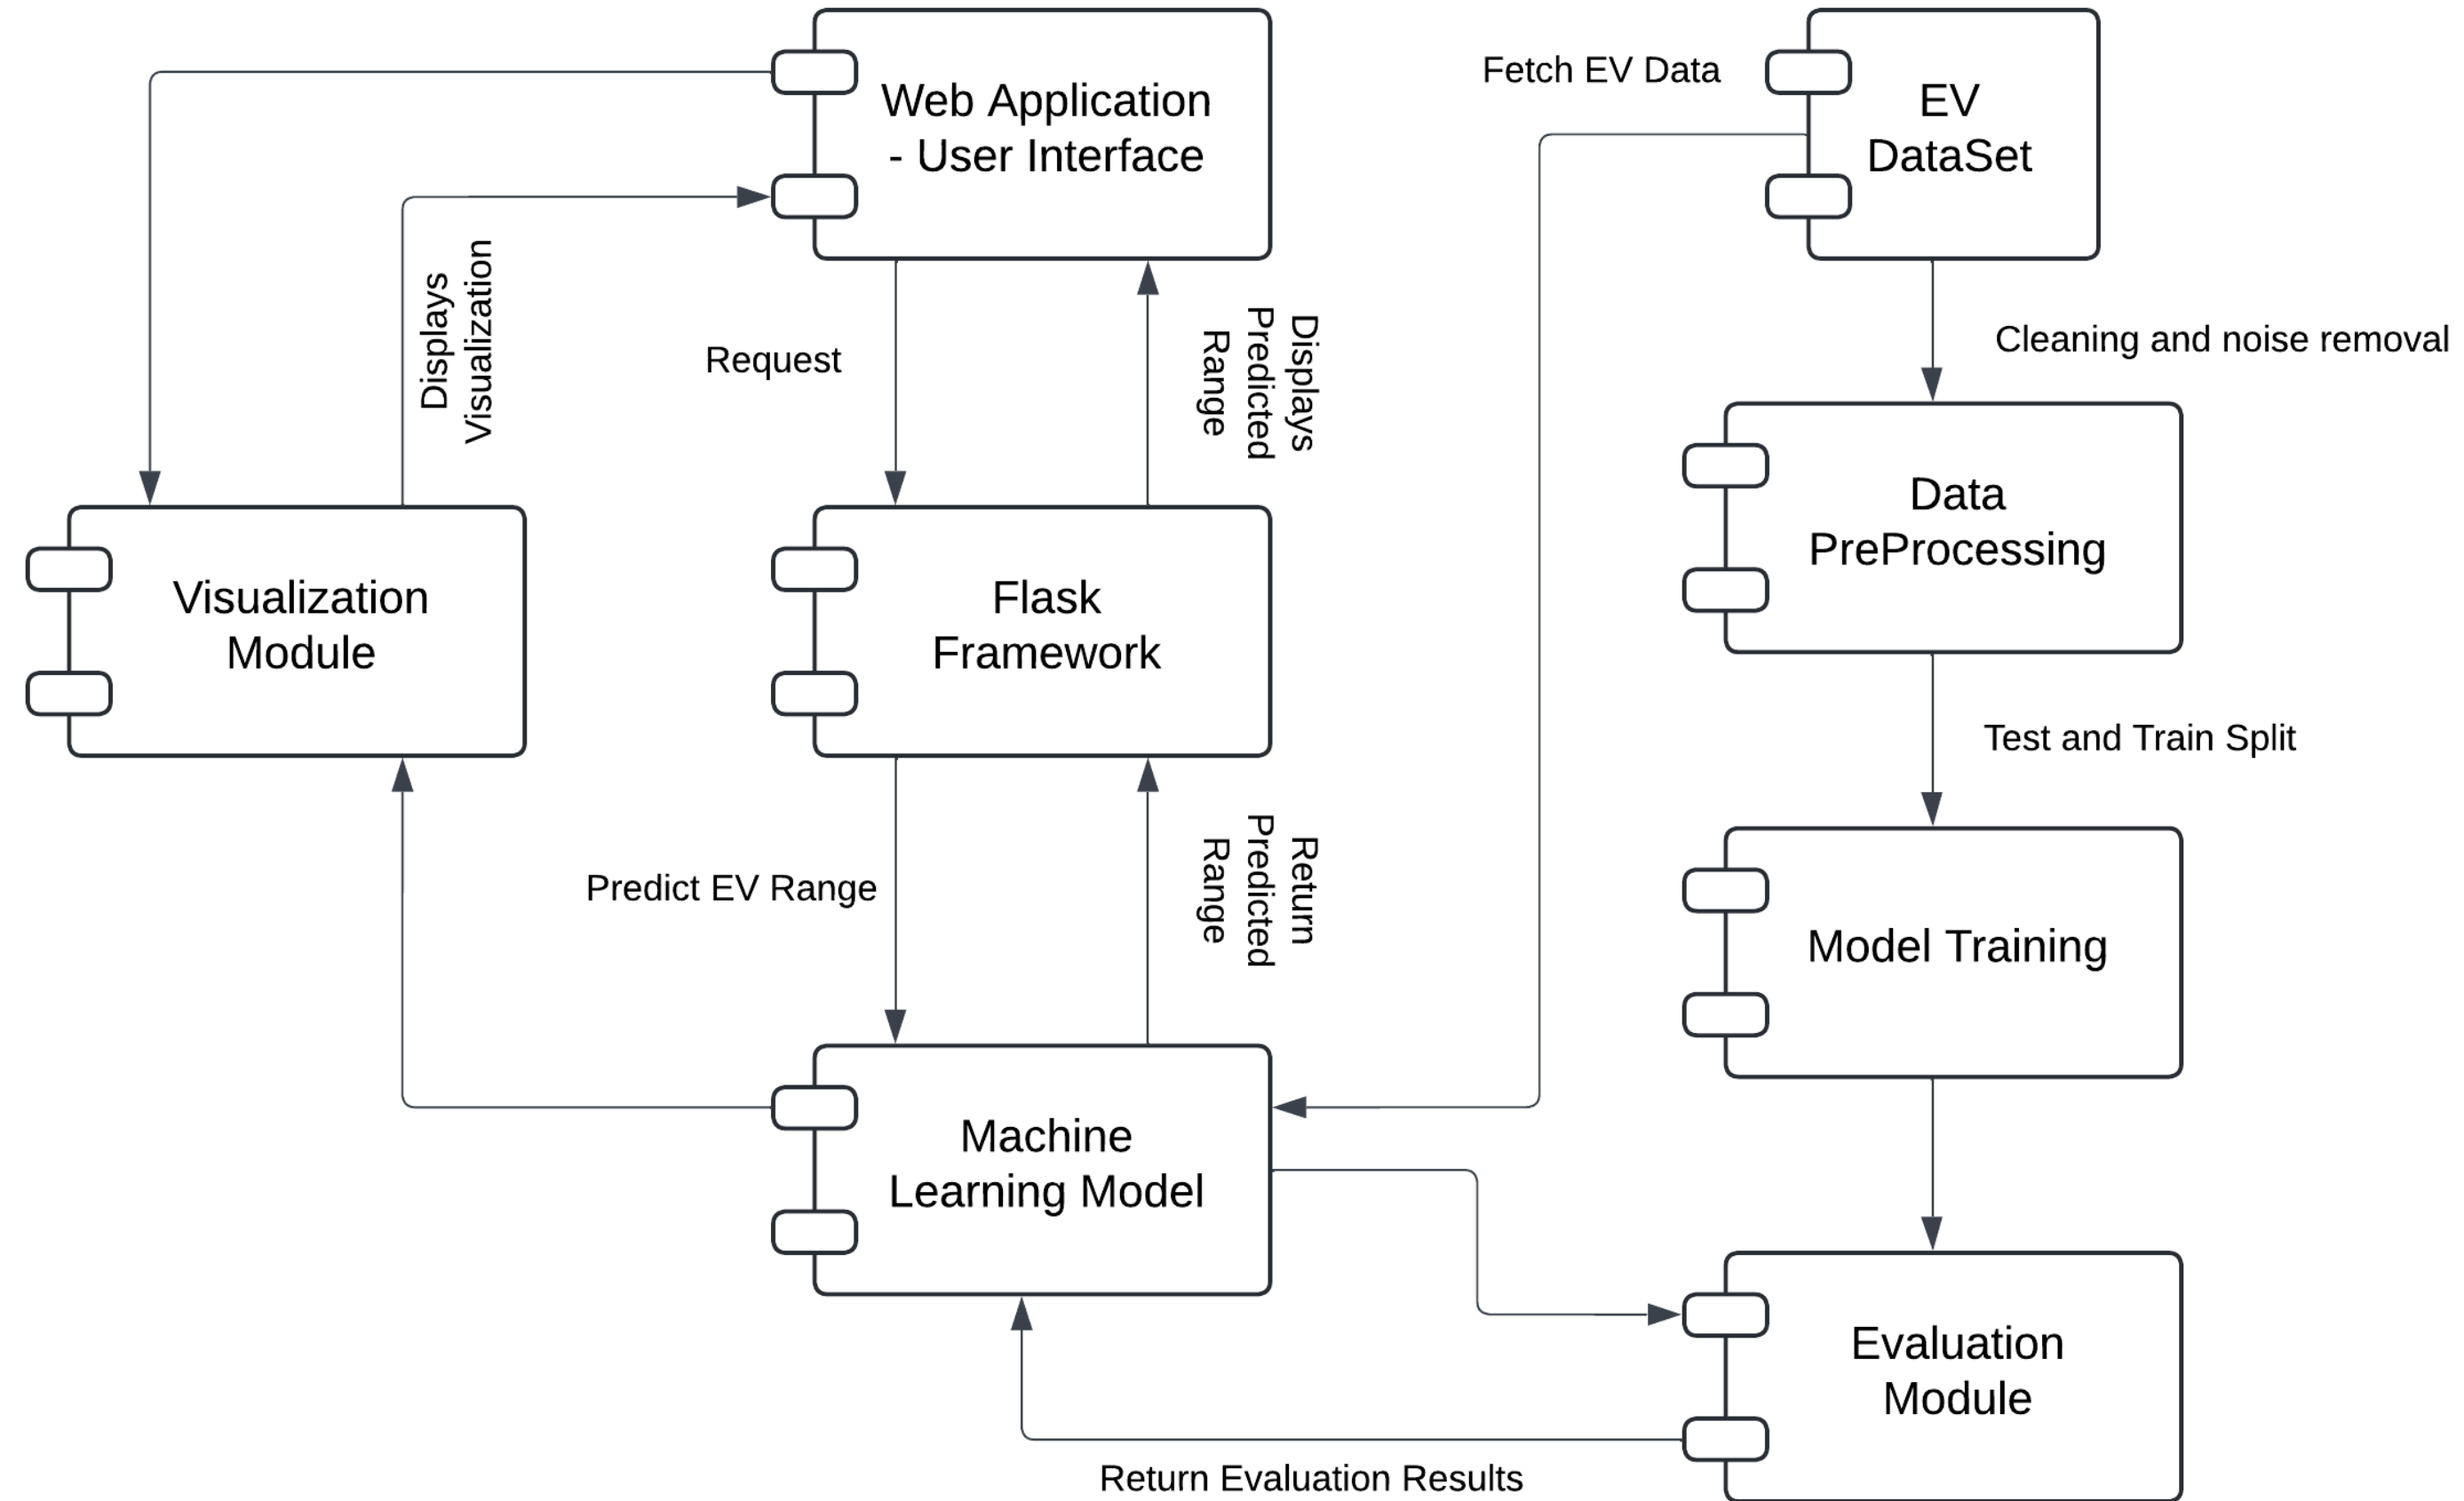 Web Application
- User Interface
Fetch EV Data
EV
DataSet
Displays
Visualization
Request
Displays
Predicted
Range
Cleaning and noise removal
Visualization
Module
Flask
Framework
Data
PreProcessing
Test and Train Split
Predict EV Range
Return
Predicted
Range
Model Training
Machine
Learning Model
Evaluation
Module
Return Evaluation Results